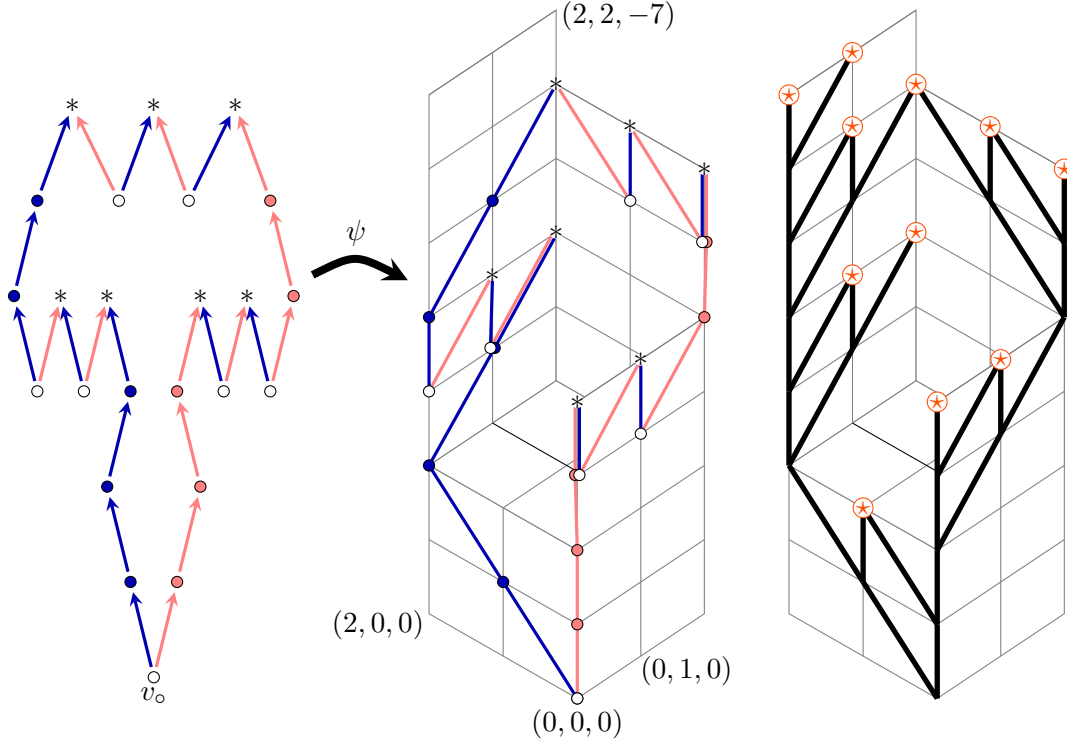 (2, 2, −7)
ψ
(2, 0, 0)
(0, 1, 0)
v∘
(0, 0, 0)